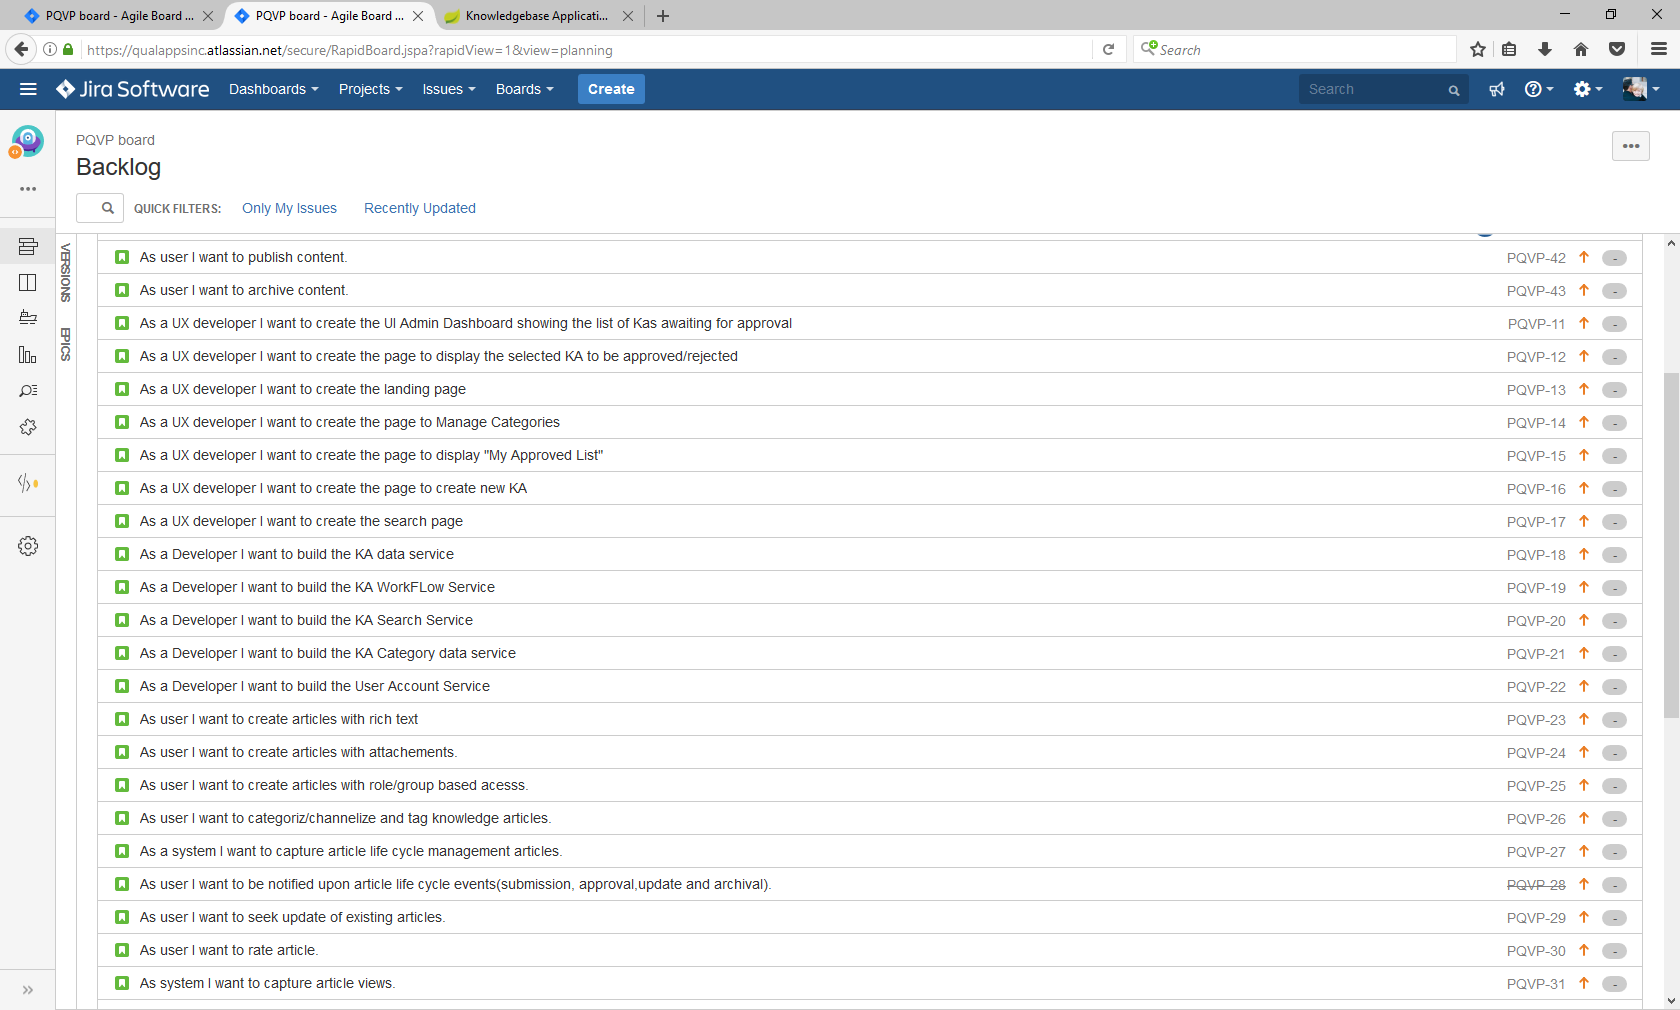 PQVP board - Agile Board ...
PQVP board - Agile Board ...
Knowledgebase Applicati...
https://qualappsinc.atlassian.net/secure/RapidBoard.jspa?rapidView=1&view=planning
Search
Jira Software Dashboards Projects Issues Boards Create Search
PQVP board
Backlog
QUICK FILTERS: Only My Issues Recently Updated
VERSIONS
EPICS
As user I want to publish content. PQVP-42 -
As user I want to archive content. PQVP-43 -
As a UX developer I want to create the UI Admin Dashboard showing the list of Kas awaiting for approval PQVP-11 -
As a UX developer I want to create the page to display the selected KA to be approved/rejected PQVP-12 -
As a UX developer I want to create the landing page PQVP-13 -
As a UX developer I want to create the page to Manage Categories PQVP-14 -
As a UX developer I want to create the page to display "My Approved List" PQVP-15 -
As a UX developer I want to create the page to create new KA PQVP-16 -
As a UX developer I want to create the search page PQVP-17 -
As a Developer I want to build the KA data service PQVP-18 -
As a Developer I want to build the KA WorkFLow Service PQVP-19 -
As a Developer I want to build the KA Search Service PQVP-20 -
As a Developer I want to build the KA Category data service PQVP-21 -
As a Developer I want to build the User Account Service PQVP-22 -
As user I want to create articles with rich text PQVP-23 -
As user I want to create articles with attachements. PQVP-24 -
As user I want to create articles with role/group based acesss. PQVP-25 -
As user I want to categoriz/channelize and tag knowledge articles. PQVP-26 -
As a system I want to capture article life cycle management articles. PQVP-27 -
As user I want to be notified upon article life cycle events(submission, approval,update and archival). PQVP-28 -
As user I want to seek update of existing articles. PQVP-29 -
As user I want to rate article. PQVP-30 -
As system I want to capture article views. PQVP-31 -